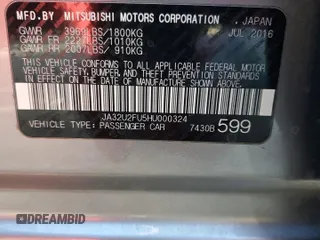 MFD.BY MITSUBISHI MOTORS CORPORATION, JAPAN
GVWR 3969LBS/1800KG JUL 2016
GAWR FR 2227LBS/1010KG
GAWR RR 2007LBS/ 910KG
THIS VEHICLE CONFORMS TO ALL APPLICABLE
FEDERAL MOTOR VEHICLE SAFETY AND
THEFT PREVENTION STANDARDS IN EFFECT ON
THE DATE OF MANUFACTURE SHOWN ABOVE.
JA32U2FU5HU000324
VEHICLE TYPE: PASSENGER CAR 7430B 599
DREAMBID